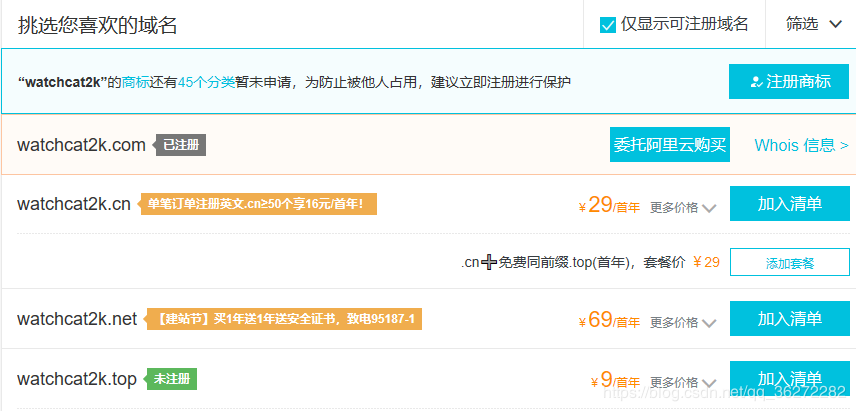 挑选您喜欢的域名 仅显示可注册域名 筛选
“watchcat2k”的商标还有45个分类暂未申请，为防止被他人占用，建议立即注册进行保护 注册商标
watchcat2k.com 已注册 委托阿里云购买 Whois 信息 >
watchcat2k.cn 单笔订单注册英文.cn≥50个享16元/首年！ ¥29/首年 更多价格 加入清单
.cn+免费同前缀.top(首年)，套餐价 ¥29 添加套餐
watchcat2k.net 【建站节】买1年送1年送安全证书，致电95187-1 ¥69/首年 更多价格 加入清单
watchcat2k.top 未注册 ¥9/首年 更多价格 加入清单
https://blog.csdn.net/qq_36272282